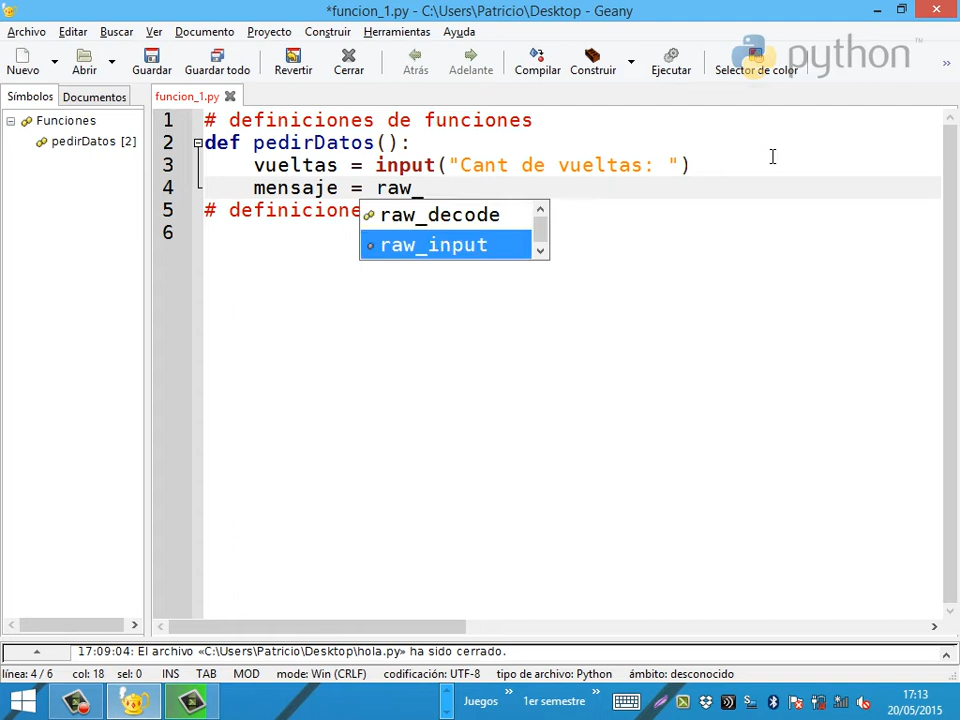 *funcion_1.py - C:\Users\Patricio\Desktop - Geany
Archivo Editar Buscar Ver Documento Proyecto Construir Herramientas Ayuda
Nuevo Abrir Guardar Guardar todo Revertir Cerrar Atrás Adelante Compilar Construir Ejecutar Selector de color
python™
Símbolos Documentos
funcion_1.py
Funciones
pedirDatos [2]
1 # definiciones de funciones
2 def pedirDatos():
3 vueltas = input("Cant de vueltas: ")
4 mensaje = raw_
5 # definicione
6
raw_decode
raw_input
17:09:04: El archivo «C:\Users\Patricio\Desktop\hola.py» ha sido cerrado.
línea: 4 / 6 col: 18 sel: 0 INS TAB MOD mode: Win (CRLF) codificación: UTF-8 tipo de archivo: Python ámbito: desconocido
Juegos » 1er semestre »
17:13
20/05/2015